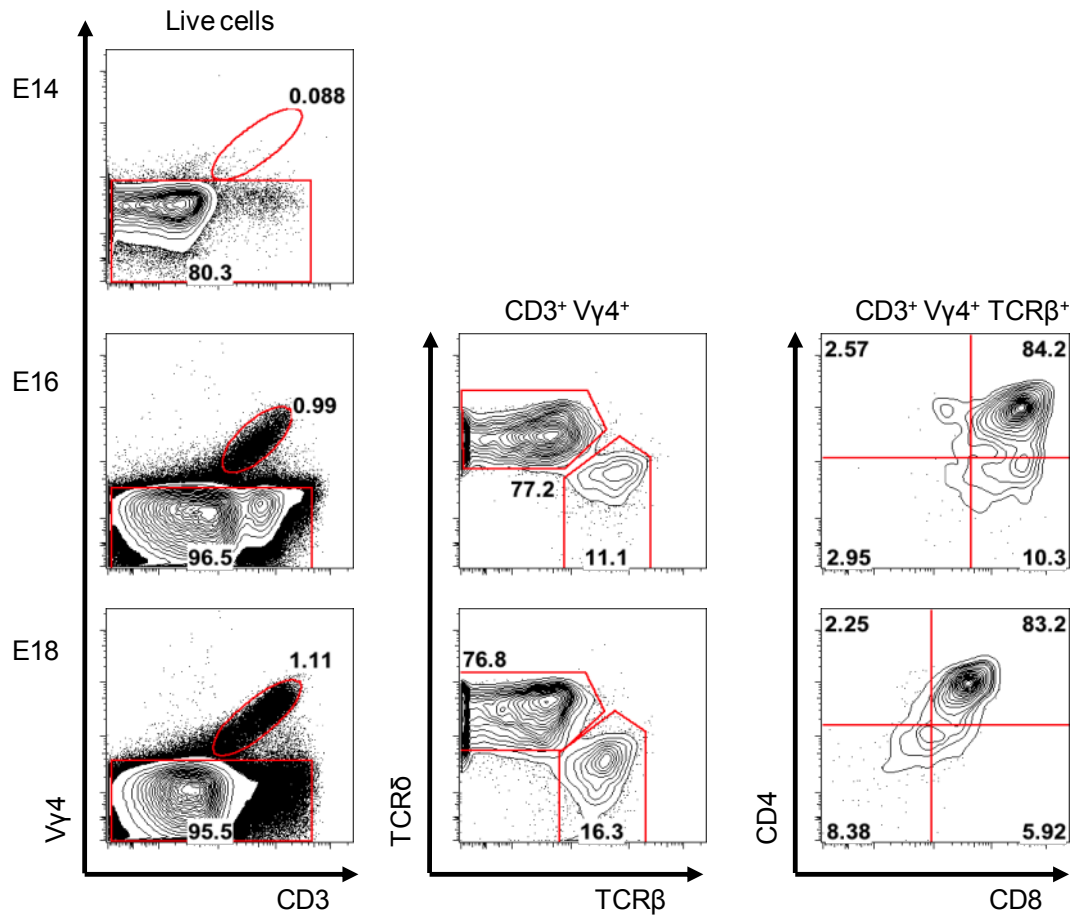 Live cells
E14
0.088
80.3
CD3⁺ Vγ4⁺
CD3⁺ Vγ4⁺ TCRβ⁺
E16
0.99
96.5
77.2
11.1
2.57
84.2
2.95
10.3
E18
1.11
95.5
76.8
16.3
2.25
83.2
8.38
5.92
Vγ4
CD3
TCRδ
TCRβ
CD4
CD8